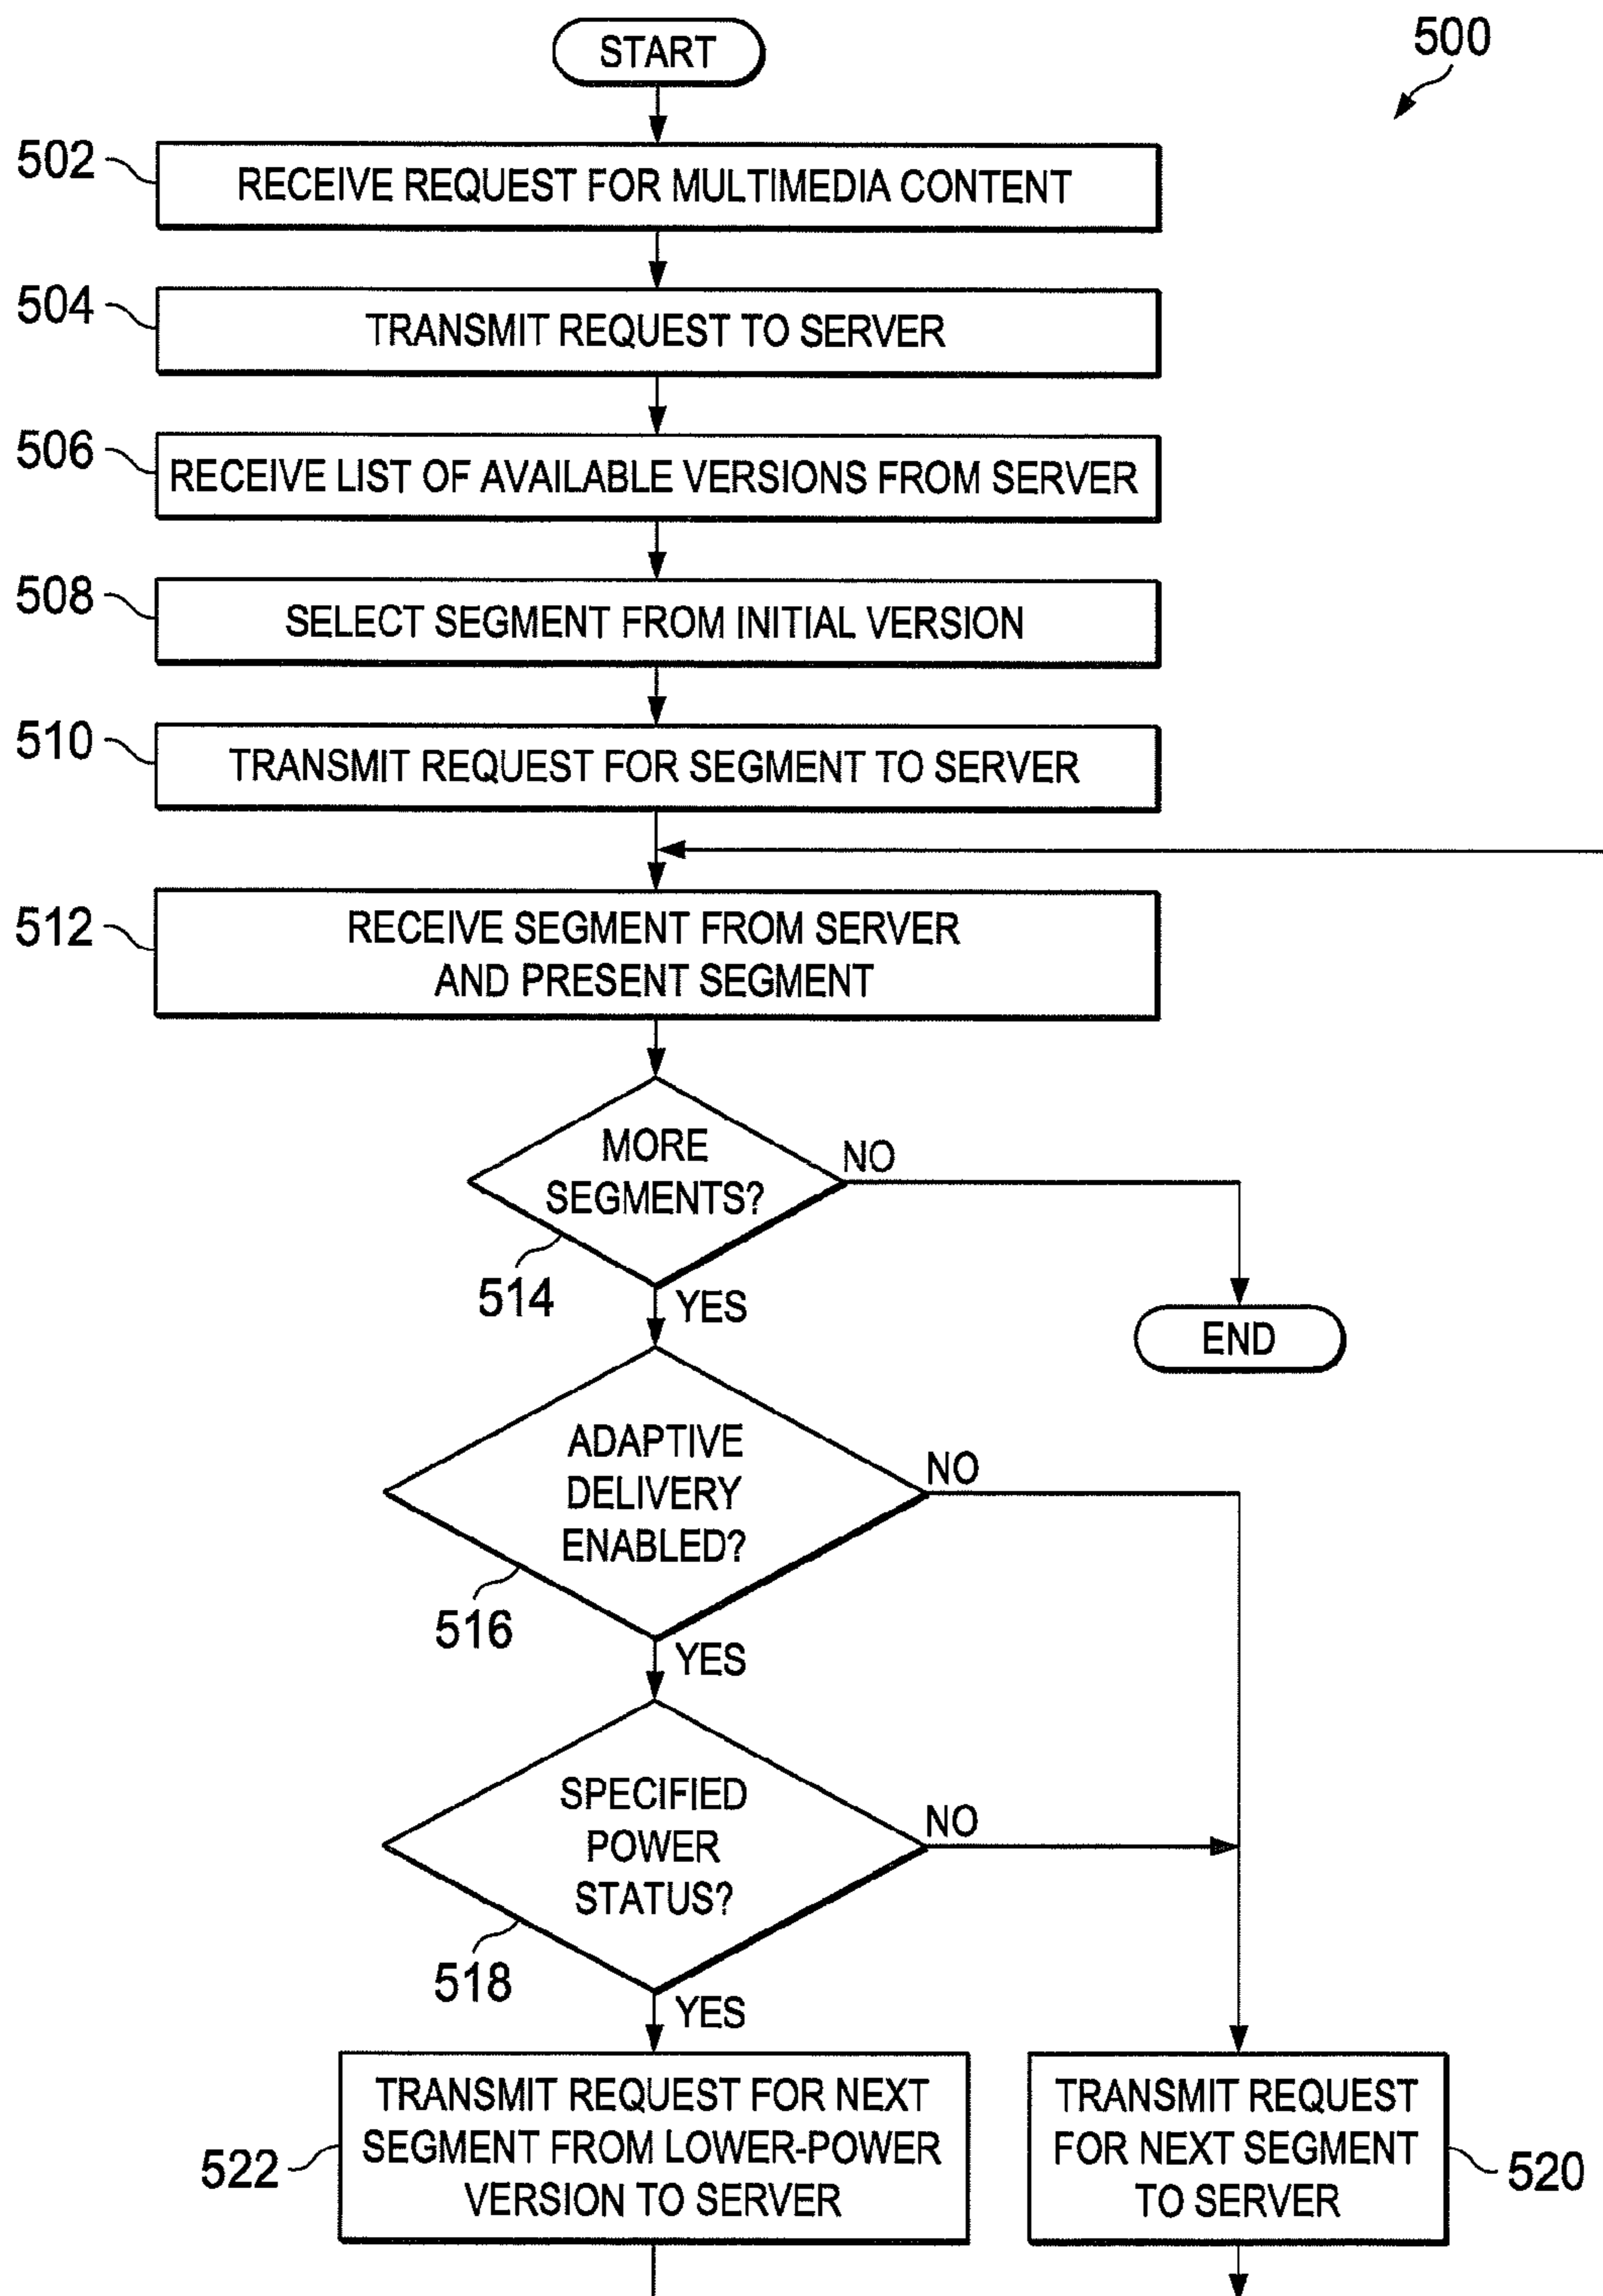 START
500
502
RECEIVE REQUEST FOR MULTIMEDIA CONTENT
504
TRANSMIT REQUEST TO SERVER
506
RECEIVE LIST OF AVAILABLE VERSIONS FROM SERVER
508
SELECT SEGMENT FROM INITIAL VERSION
510
TRANSMIT REQUEST FOR SEGMENT TO SERVER
512
RECEIVE SEGMENT FROM SERVER
AND PRESENT SEGMENT
MORE
SEGMENTS?
NO
514
YES
END
ADAPTIVE
DELIVERY
ENABLED?
NO
516
YES
SPECIFIED
POWER
STATUS?
NO
518
YES
522
TRANSMIT REQUEST FOR NEXT
SEGMENT FROM LOWER-POWER
VERSION TO SERVER
TRANSMIT REQUEST
FOR NEXT SEGMENT
TO SERVER
520